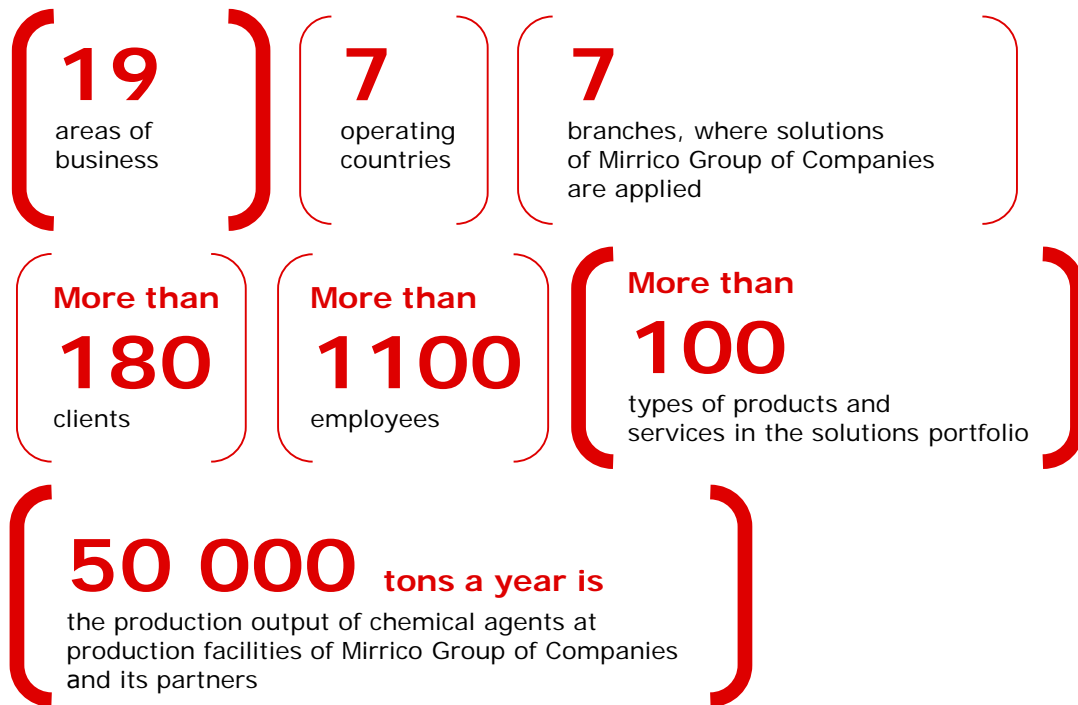 19
areas of
business
7
operating
countries
7
branches, where solutions
of Mirrico Group of Companies
are applied
More than
180
clients
More than
1100
employees
More than
100
types of products and
services in the solutions portfolio
50 000 tons a year is
the production output of chemical agents at
production facilities of Mirrico Group of Companies
and its partners